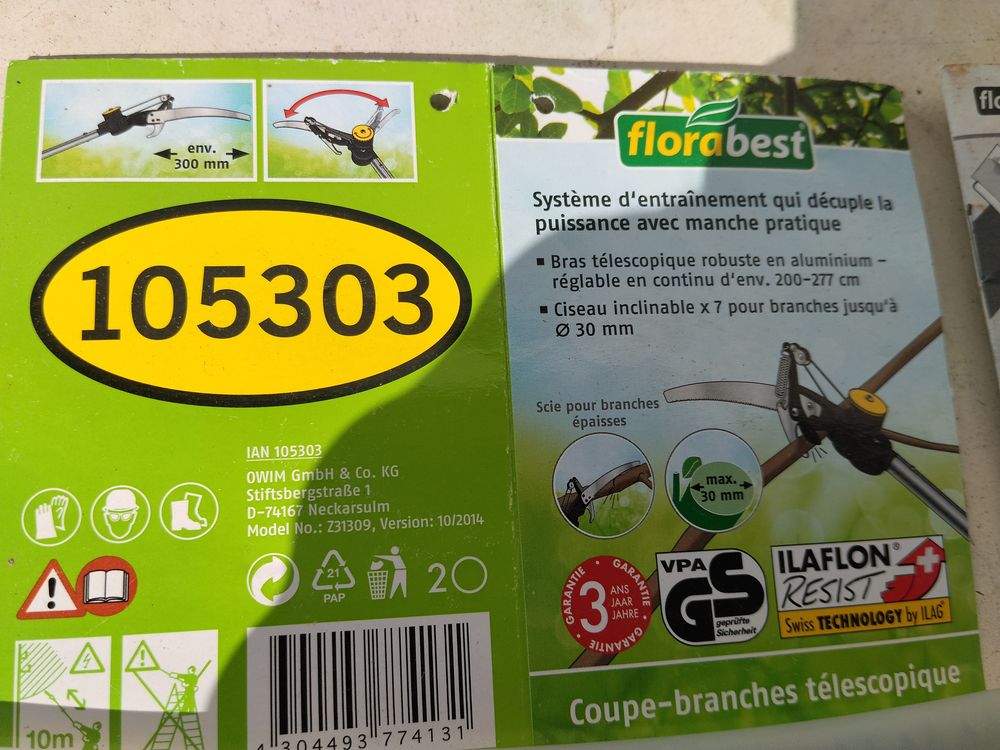 env.
300 mm
105303
IAN 105303
OWIM GmbH & Co. KG
Stiftsbergstraße 1
D-74167 Neckarsulm
Model No.: Z31309, Version: 10/2014
21
PAP
2
10m
4 304493 774131
florabest
Système d'entraînement qui décuple la
puissance avec manche pratique
▪ Bras télescopique robuste en aluminium –
réglable en continu d'env. 200-277 cm
▪ Ciseau inclinable x 7 pour branches jusqu'à
Ø 30 mm
Scie pour branches
épaisses
max.
30 mm
GARANTIE • GARANTIE • GARANTIE
3 ANS
JAAR
JAHRE
VPA
GS
geprüfte
Sicherheit
ILAFLON®
RESIST
Swiss TECHNOLOGY by ILAG
Coupe-branches télescopique
flo